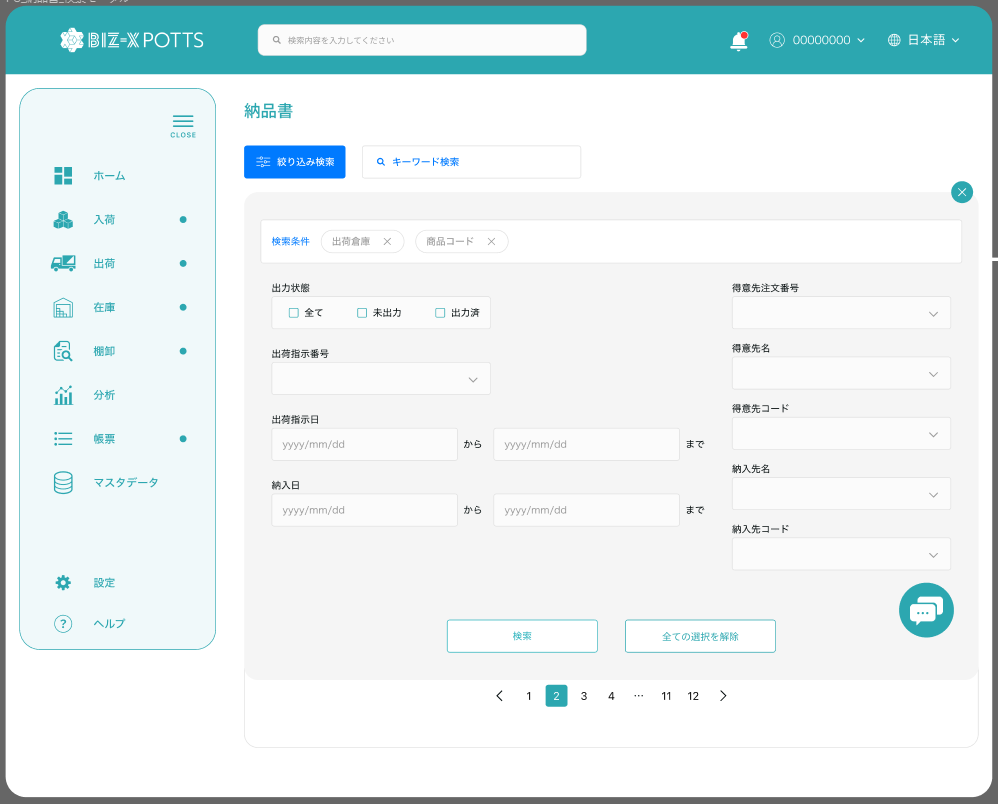 BIZ-X POTTS
検索内容を入力してください
00000000
日本語
CLOSE
ホーム
入荷
出荷
在庫
棚卸
分析
帳票
マスタデータ
設定
ヘルプ
納品書
絞り込み検索
キーワード検索
検索条件
出荷倉庫
商品コード
出力状態
全て 未出力 出力済
出荷指示番号
出荷指示日
yyyy/mm/dd から yyyy/mm/dd まで
納入日
yyyy/mm/dd から yyyy/mm/dd まで
得意先注文番号
得意先名
得意先コード
納入先名
納入先コード
検索
全ての選択を解除
1 2 3 4 … 11 12